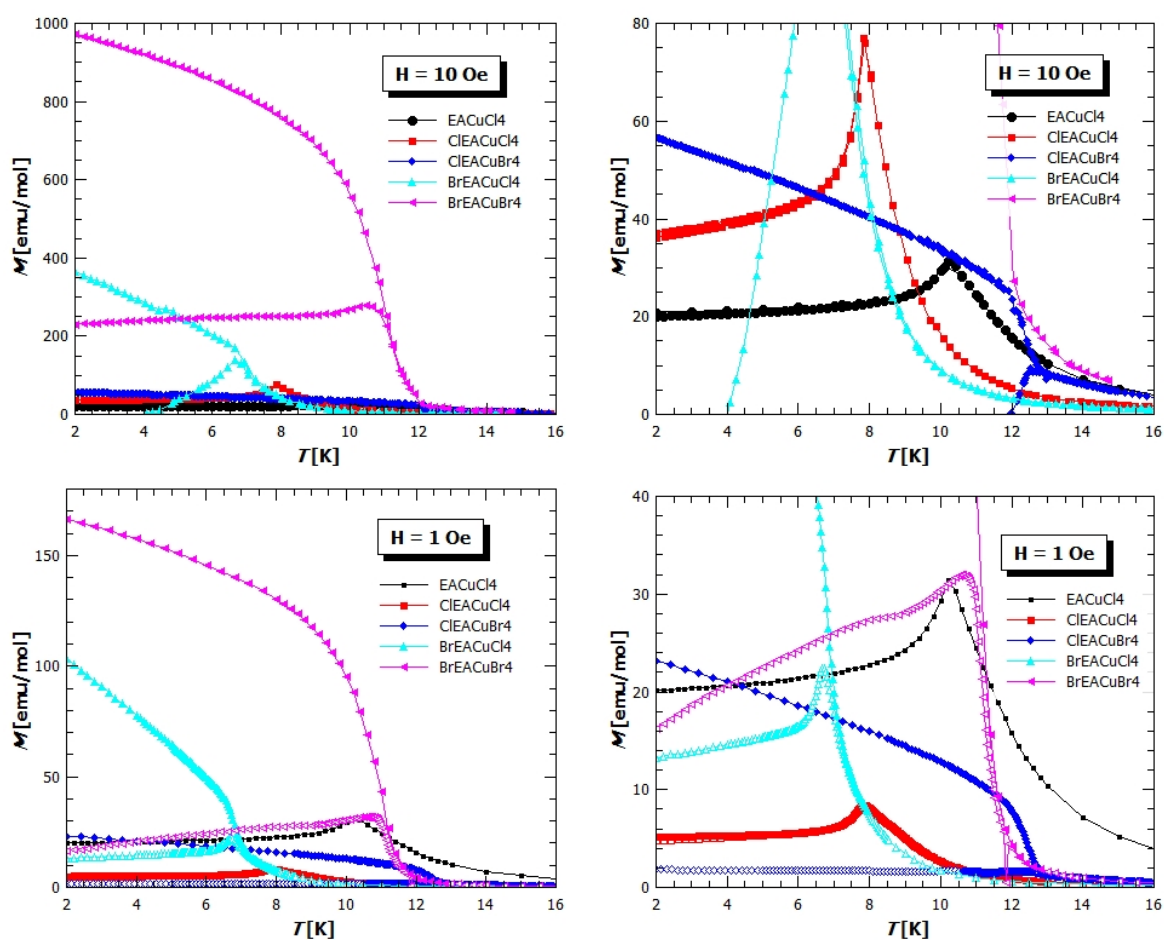 1000
800
600
400
200
0
M [emu/mol]
H = 10 Oe
EACuCl4
ClEACuCl4
ClEACuBr4
BrEACuCl4
BrEACuBr4
2 4 6 8 10 12 14 16
T [K]
80
60
40
20
0
M [emu/mol]
H = 10 Oe
EACuCl4
ClEACuCl4
ClEACuBr4
BrEACuCl4
BrEACuBr4
2 4 6 8 10 12 14 16
T [K]
150
100
50
0
M [emu/mol]
H = 1 Oe
EACuCl4
ClEACuCl4
ClEACuBr4
BrEACuCl4
BrEACuBr4
2 4 6 8 10 12 14 16
T [K]
40
30
20
10
0
M [emu/mol]
H = 1 Oe
EACuCl4
ClEACuCl4
ClEACuBr4
BrEACuCl4
BrEACuBr4
2 4 6 8 10 12 14 16
T [K]